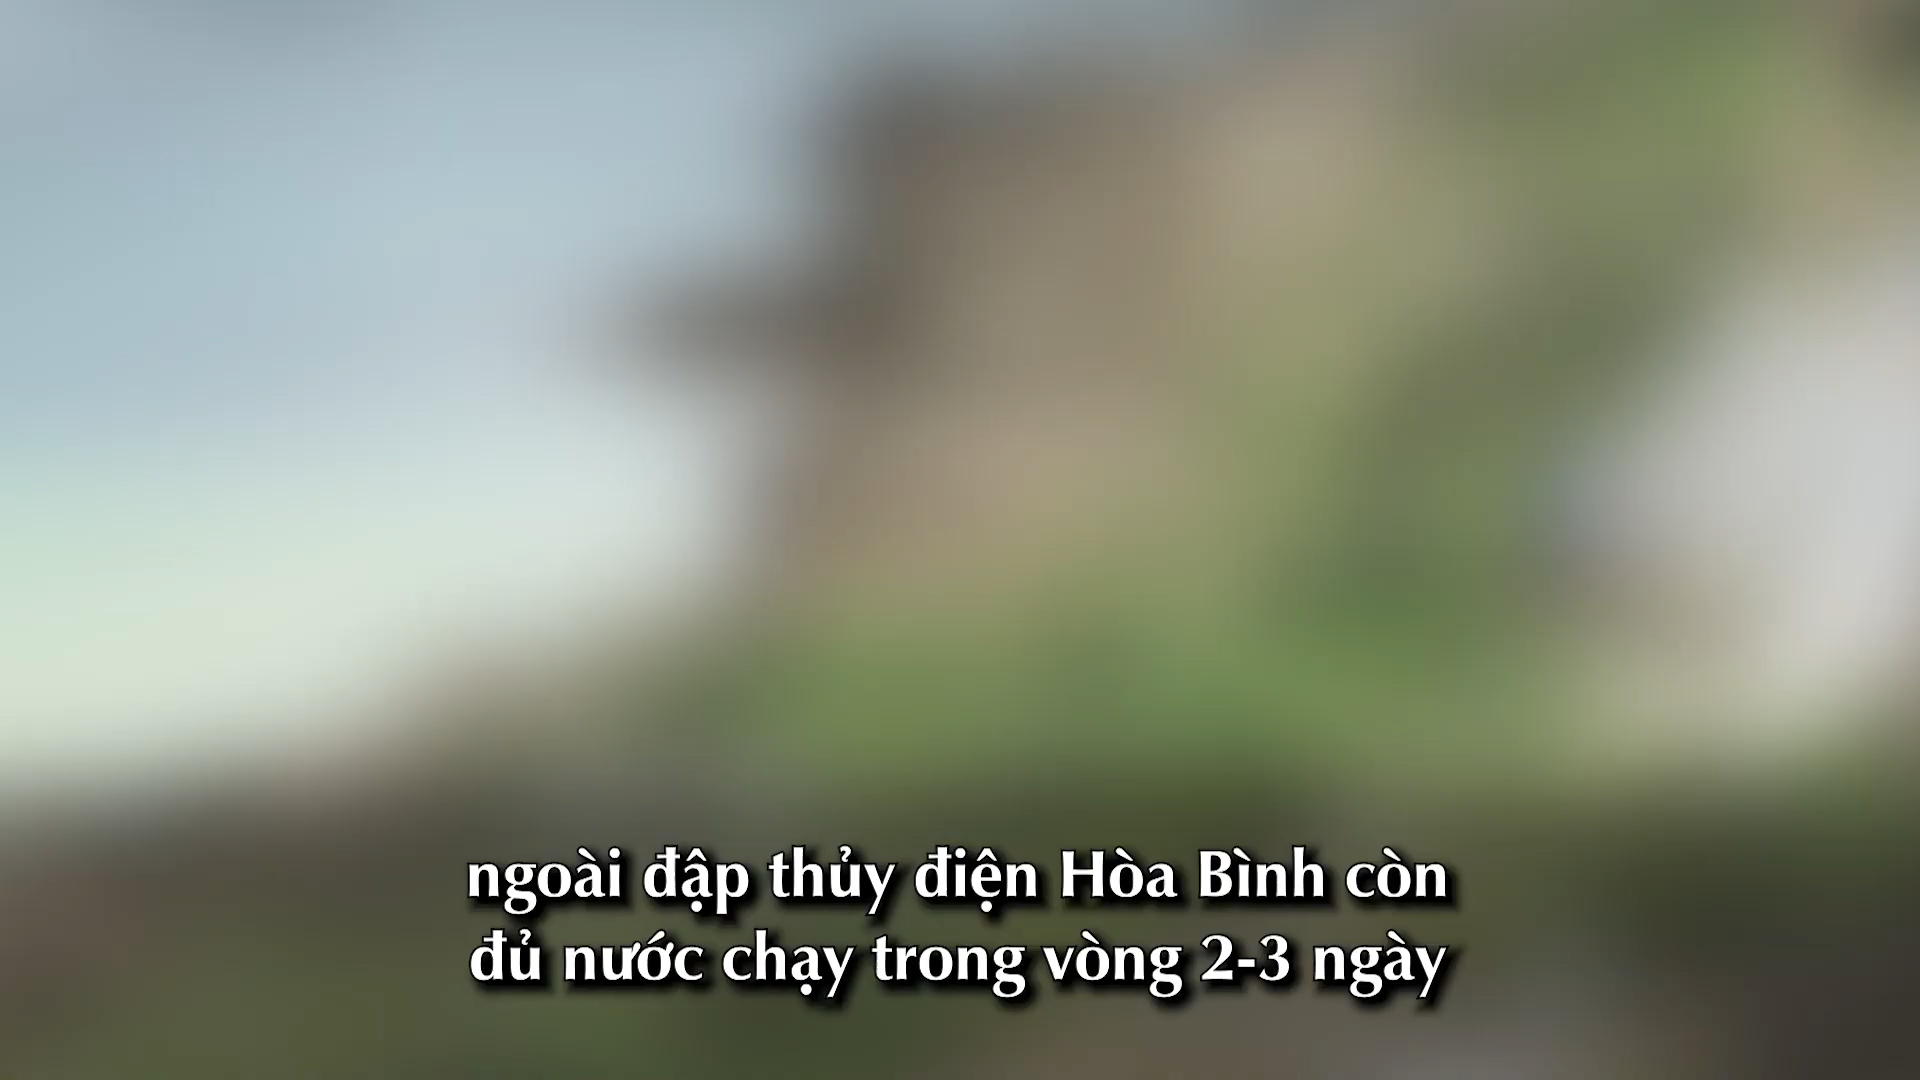 ngoài đập thủy điện Hòa Bình còn
đủ nước chạy trong vòng 2-3 ngày